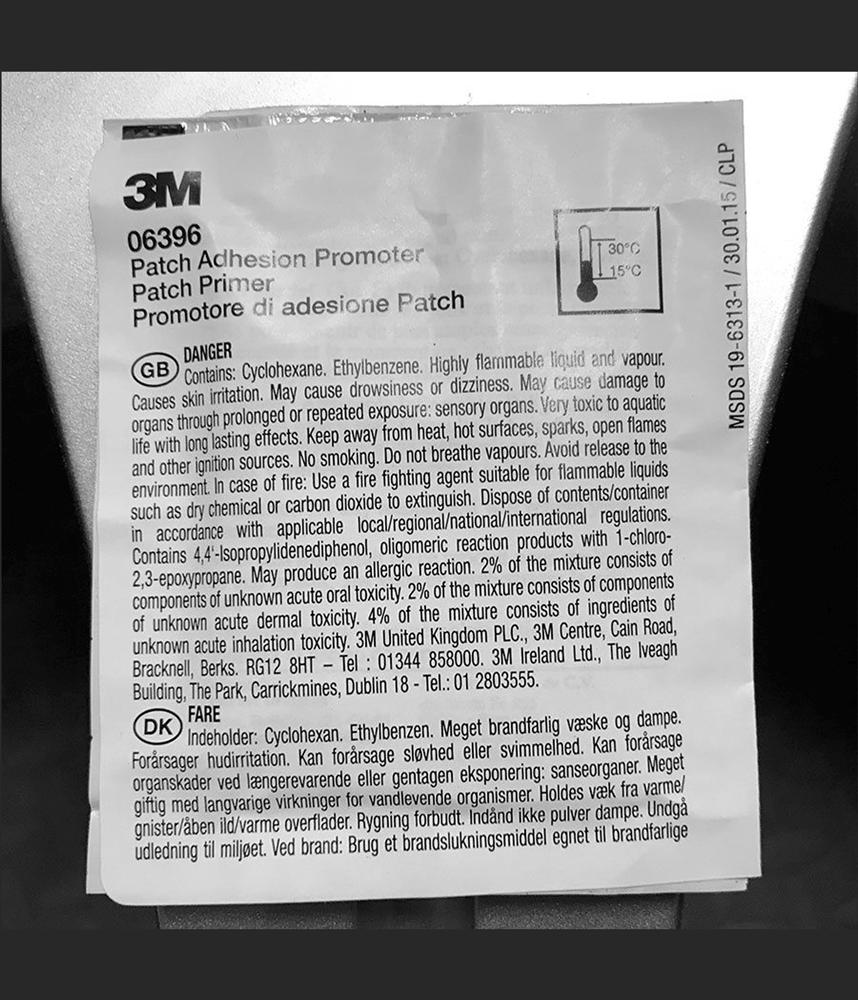 3M
06396
Patch Adhesion Promoter
Patch Primer
Promotore di adesione Patch
30°C
15°C
MSDS 19-6313-1 / 30.01.15 / CLP
GB DANGER
Contains: Cyclohexane. Ethylbenzene. Highly flammable liquid and vapour.
Causes skin irritation. May cause drowsiness or dizziness. May cause damage to
organs through prolonged or repeated exposure: sensory organs. Very toxic to aquatic
life with long lasting effects. Keep away from heat, hot surfaces, sparks, open flames
and other ignition sources. No smoking. Do not breathe vapours. Avoid release to the
environment. In case of fire: Use a fire fighting agent suitable for flammable liquids
such as dry chemical or carbon dioxide to extinguish. Dispose of contents/container
in accordance with applicable local/regional/national/international regulations.
Contains 4,4'-Isopropylidenediphenol, oligomeric reaction products with 1-chloro-
2,3-epoxypropane. May produce an allergic reaction. 2% of the mixture consists of
components of unknown acute oral toxicity. 2% of the mixture consists of components
of unknown acute dermal toxicity. 4% of the mixture consists of ingredients of
unknown acute inhalation toxicity. 3M United Kingdom PLC., 3M Centre, Cain Road,
Bracknell, Berks. RG12 8HT – Tel : 01344 858000. 3M Ireland Ltd., The Iveagh
Building, The Park, Carrickmines, Dublin 18 - Tel.: 01 2803555.
DK FARE
Indeholder: Cyclohexan. Ethylbenzen. Meget brandfarlig væske og dampe.
Forårsager hudirritation. Kan forårsage sløvhed eller svimmelhed. Kan forårsage
organskader ved længerevarende eller gentagen eksponering: sanseorganer. Meget
giftig med langvarige virkninger for vandlevende organismer. Holdes væk fra varme/
gnister/åben ild/varme overflader. Rygning forbudt. Indånd ikke pulver dampe. Undgå
udledning til miljøet. Ved brand: Brug et brandslukningsmiddel egnet til brandfarlige